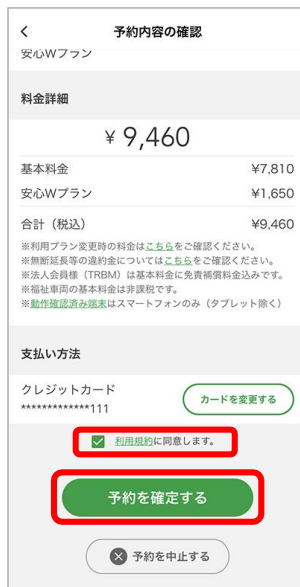 予約内容の確認
安心Wプラン
料金詳細
¥ 9,460
基本料金 ¥7,810
安心Wプラン ¥1,650
合計（税込） ¥9,460
※利用プラン変更時の料金はこちらをご確認ください。
※無断延長等の違約金についてはこちらをご確認ください。
※法人会員様（TRBM）は基本料金に免責補償料金込みです。
※福祉車両の基本料金は非課税です。
※動作確認済み端末はスマートフォンのみ（タブレット除く）
支払い方法
クレジットカード
*************111
カードを変更する
利用規約に同意します。
予約を確定する
予約を中止する